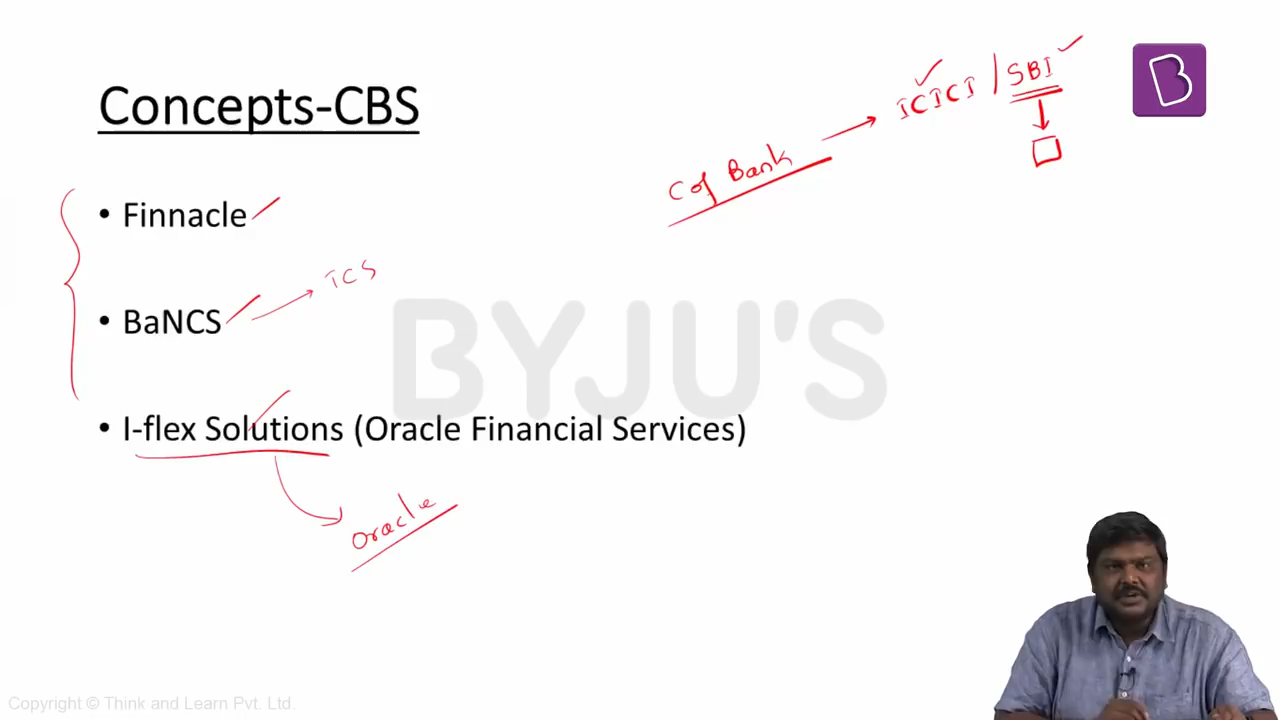 Concepts-CBS
ICICI / SBI
B
C of Bank
• Finnacle
TCS
• BaNCS
BYJU'S
• I-flex Solutions (Oracle Financial Services)
Oracle
Copyright © Think and Learn Pvt. Ltd.